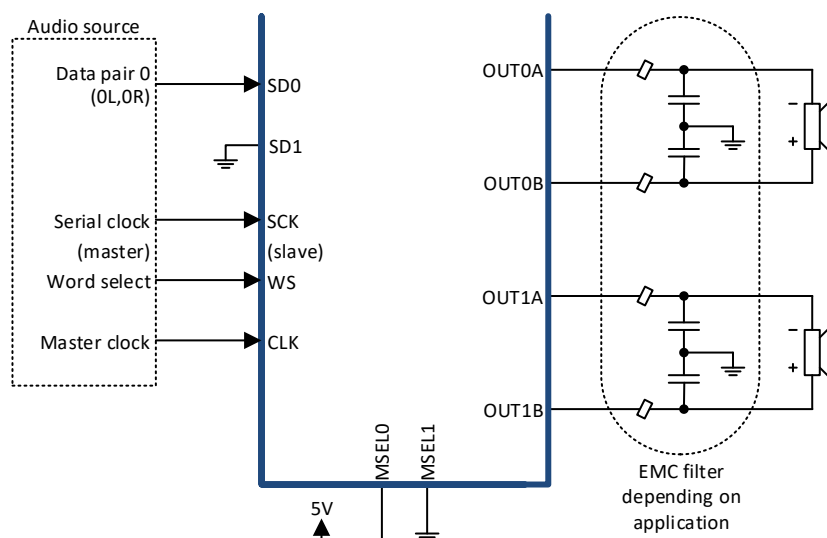 Audio source
Data pair 0
(0L,0R)
SD0
SD1
Serial clock
(master)
SCK
(slave)
Word select
WS
Master clock
CLK
MSEL0
MSEL1
5V
OUT0A
OUT0B
OUT1A
OUT1B
−
+
−
+
EMC filter
depending on
application